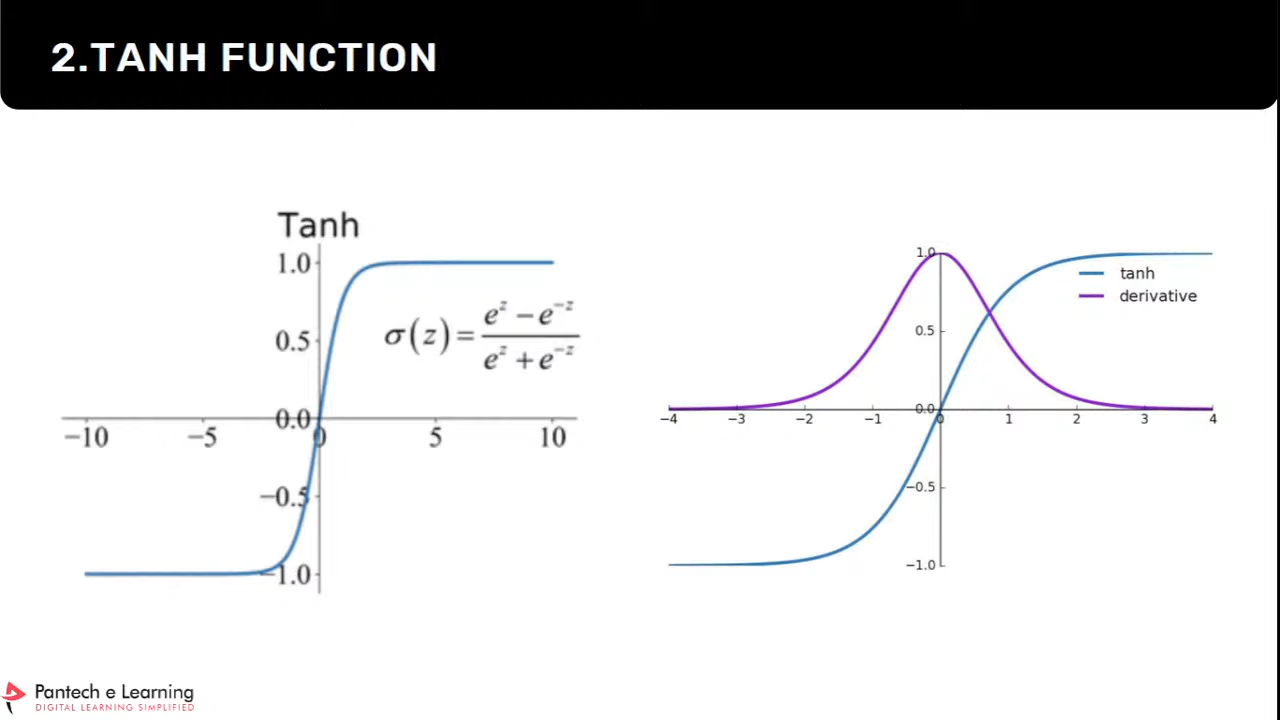 2.TANH FUNCTION
Tanh
1.0
σ(z) = (e^z − e^−z) / (e^z + e^−z)
0.5
0.0
−10 −5 0 5 10
−0.5
−1.0
1.0
tanh
derivative
0.5
0.0
−4 −3 −2 −1 0 1 2 3 4
−0.5
−1.0
Pantech e Learning
DIGITAL LEARNING SIMPLIFIED